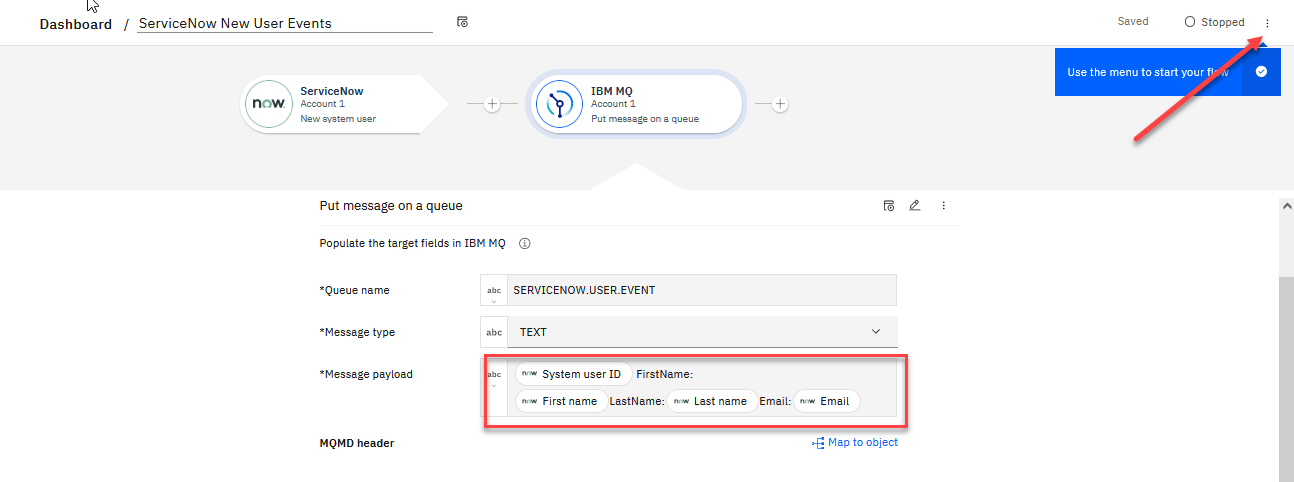 Dashboard / ServiceNow New User Events
Saved
Stopped
Use the menu to start your flow
now.
ServiceNow
Account 1
New system user
IBM MQ
Account 1
Put message on a queue
Put message on a queue
Populate the target fields in IBM MQ
*Queue name
abc
SERVICENOW.USER.EVENT
*Message type
abc
TEXT
*Message payload
abc
now System user ID FirstName:
now First name LastName: now Last name Email: now Email
MQMD header
Map to object